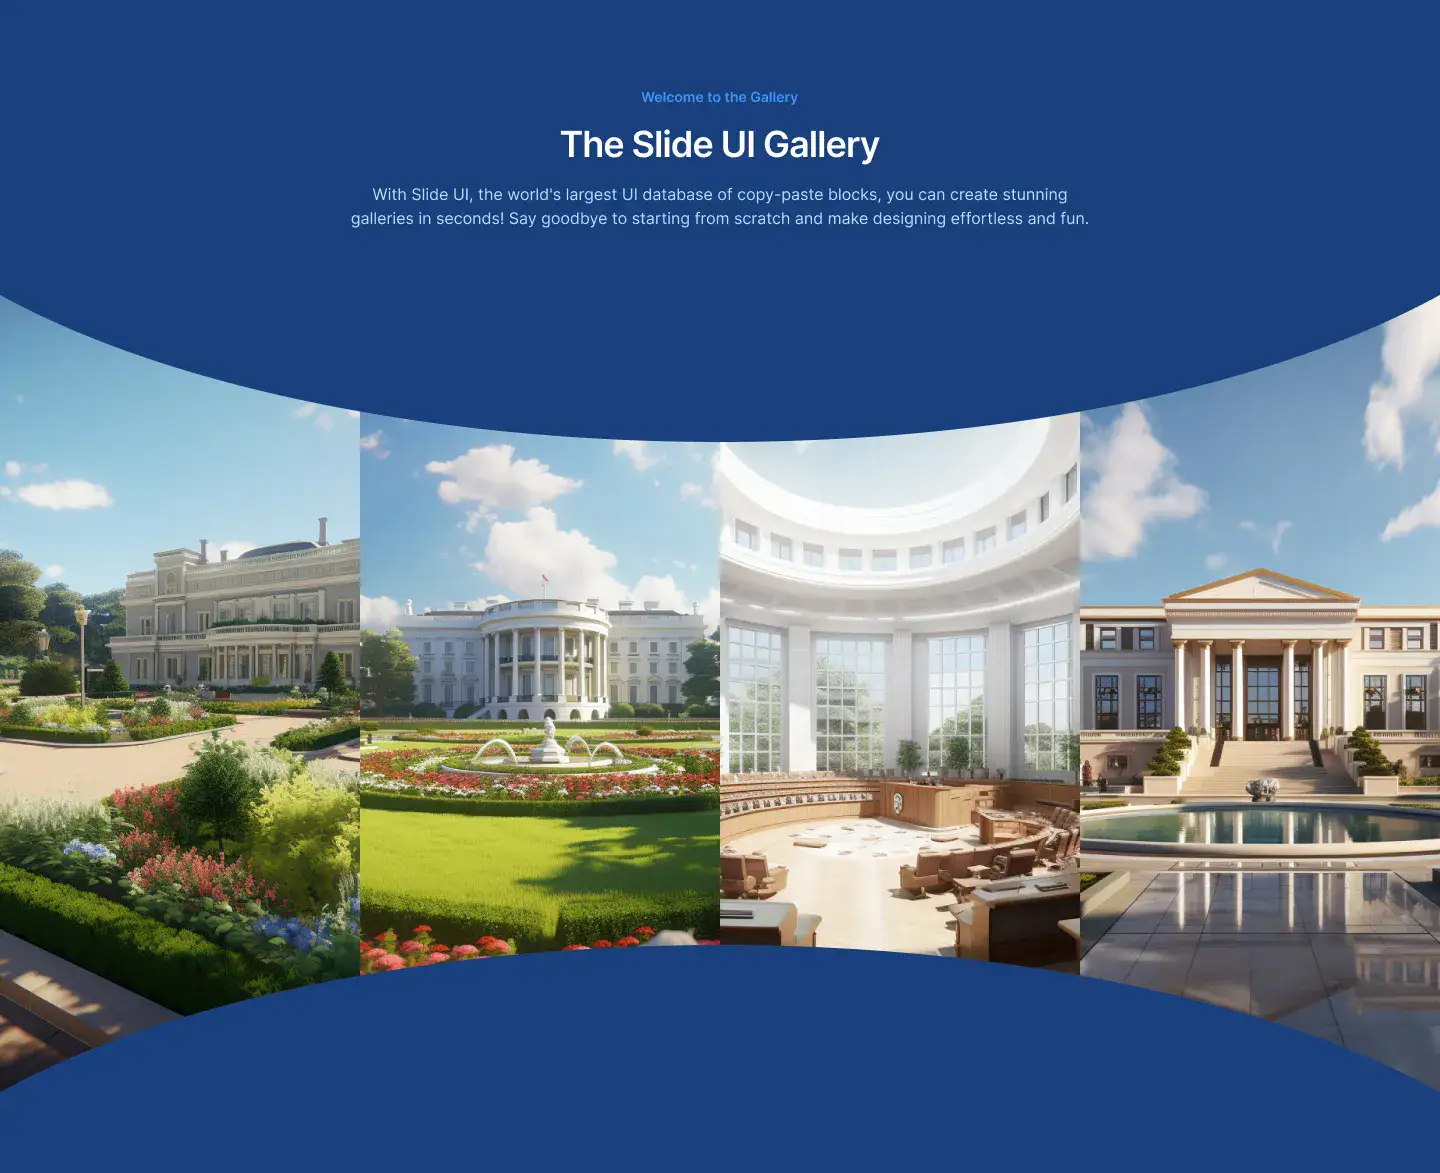 Welcome to the Gallery
The Slide UI Gallery
With Slide UI, the world's largest UI database of copy-paste blocks, you can create stunning
galleries in seconds! Say goodbye to starting from scratch and make designing effortless and fun.